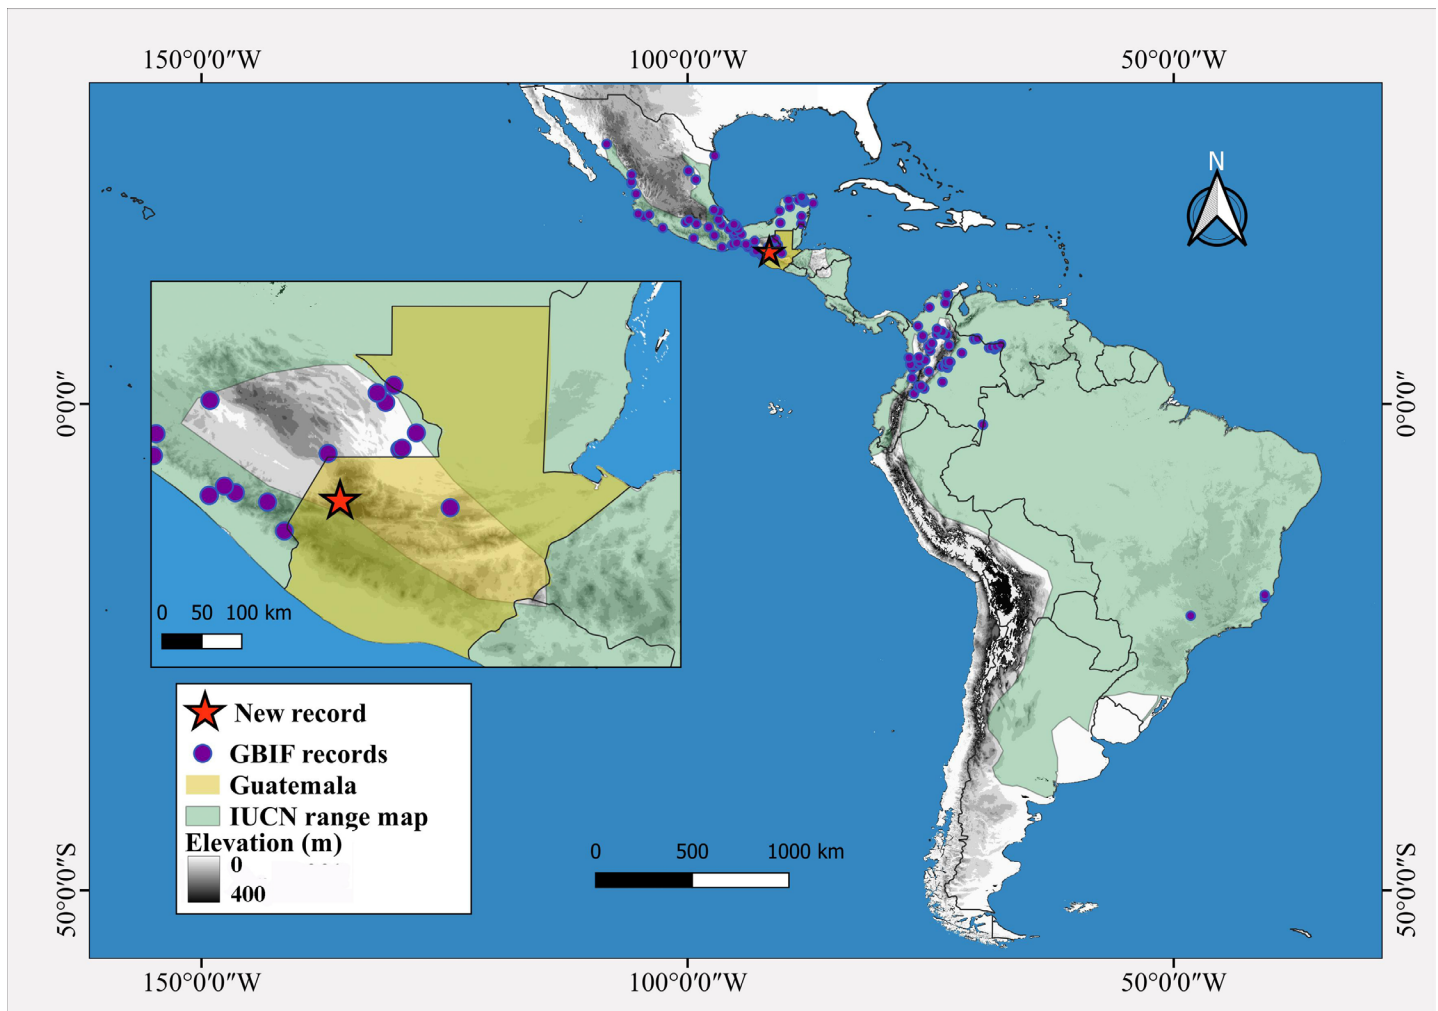 150°0′0″W 100°0′0″W 50°0′0″W
N
0°0′0″ 0°0′0″
0 50 100 km
New record
GBIF records
Guatemala
IUCN range map
Elevation (m)
0
400
0 500 1000 km
50°0′0″S 50°0′0″S
150°0′0″W 100°0′0″W 50°0′0″W